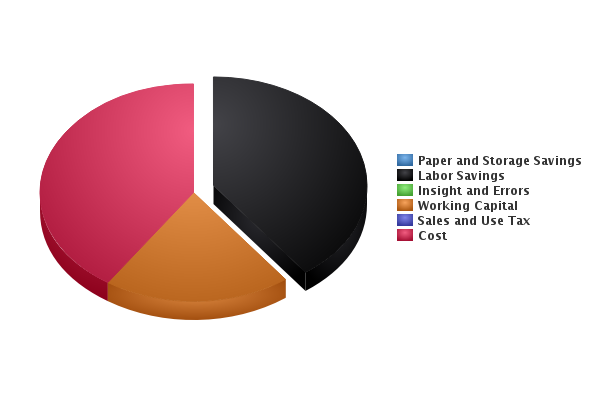 Paper and Storage Savings
Labor Savings
Insight and Errors
Working Capital
Sales and Use Tax
Cost